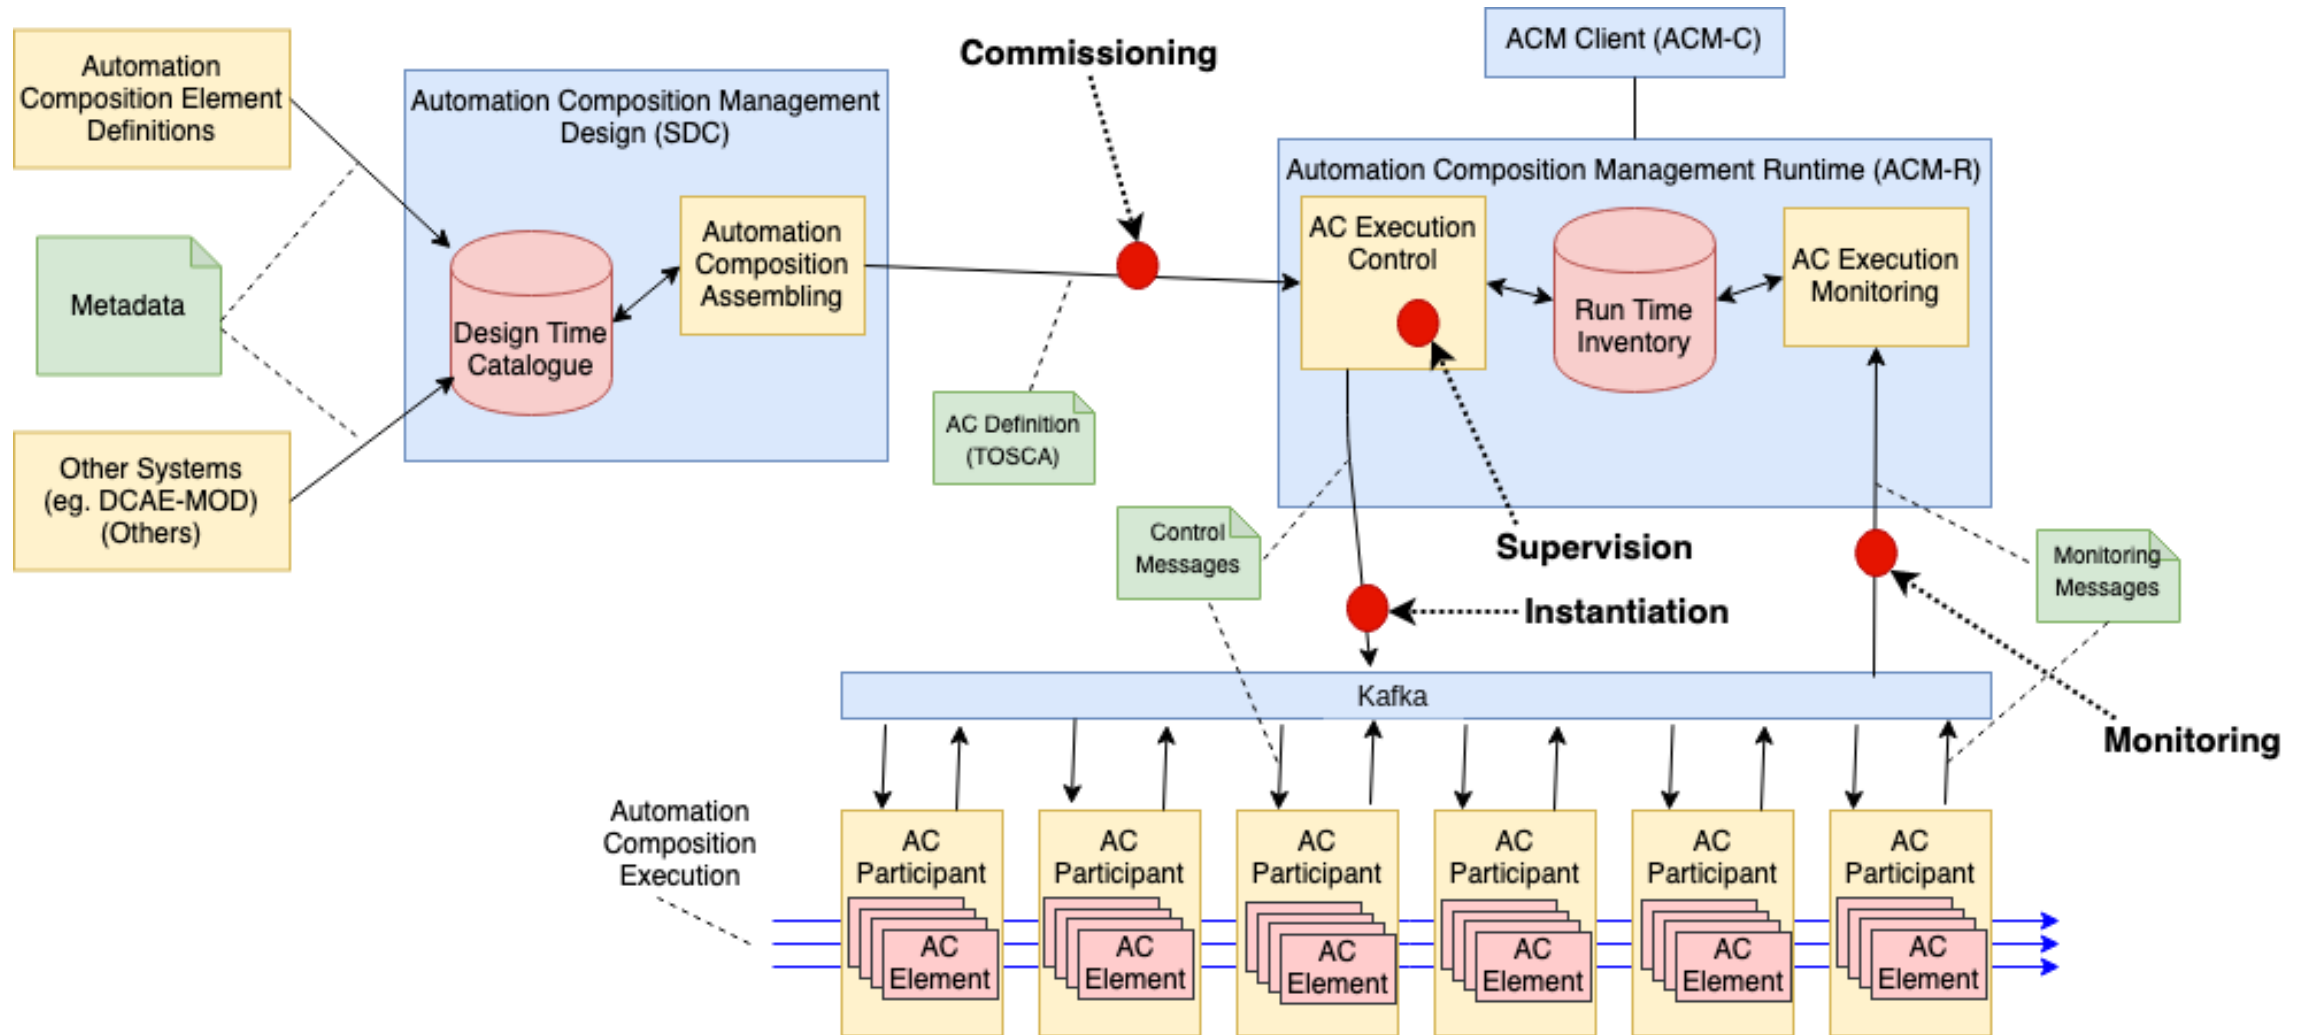 Automation
Composition Element
Definitions
Metadata
Other Systems
(eg. DCAE-MOD)
(Others)
Automation Composition Management
Design (SDC)
Design Time
Catalogue
Automation
Composition
Assembling
Commissioning
AC Definition
(TOSCA)
ACM Client (ACM-C)
Automation Composition Management Runtime (ACM-R)
AC Execution
Control
Run Time
Inventory
AC Execution
Monitoring
Control
Messages
Supervision
Instantiation
Monitoring
Messages
Monitoring
Kafka
Automation
Composition
Execution
AC
Participant
AC
Element
AC
Participant
AC
Element
AC
Participant
AC
Element
AC
Participant
AC
Element
AC
Participant
AC
Element
AC
Participant
AC
Element